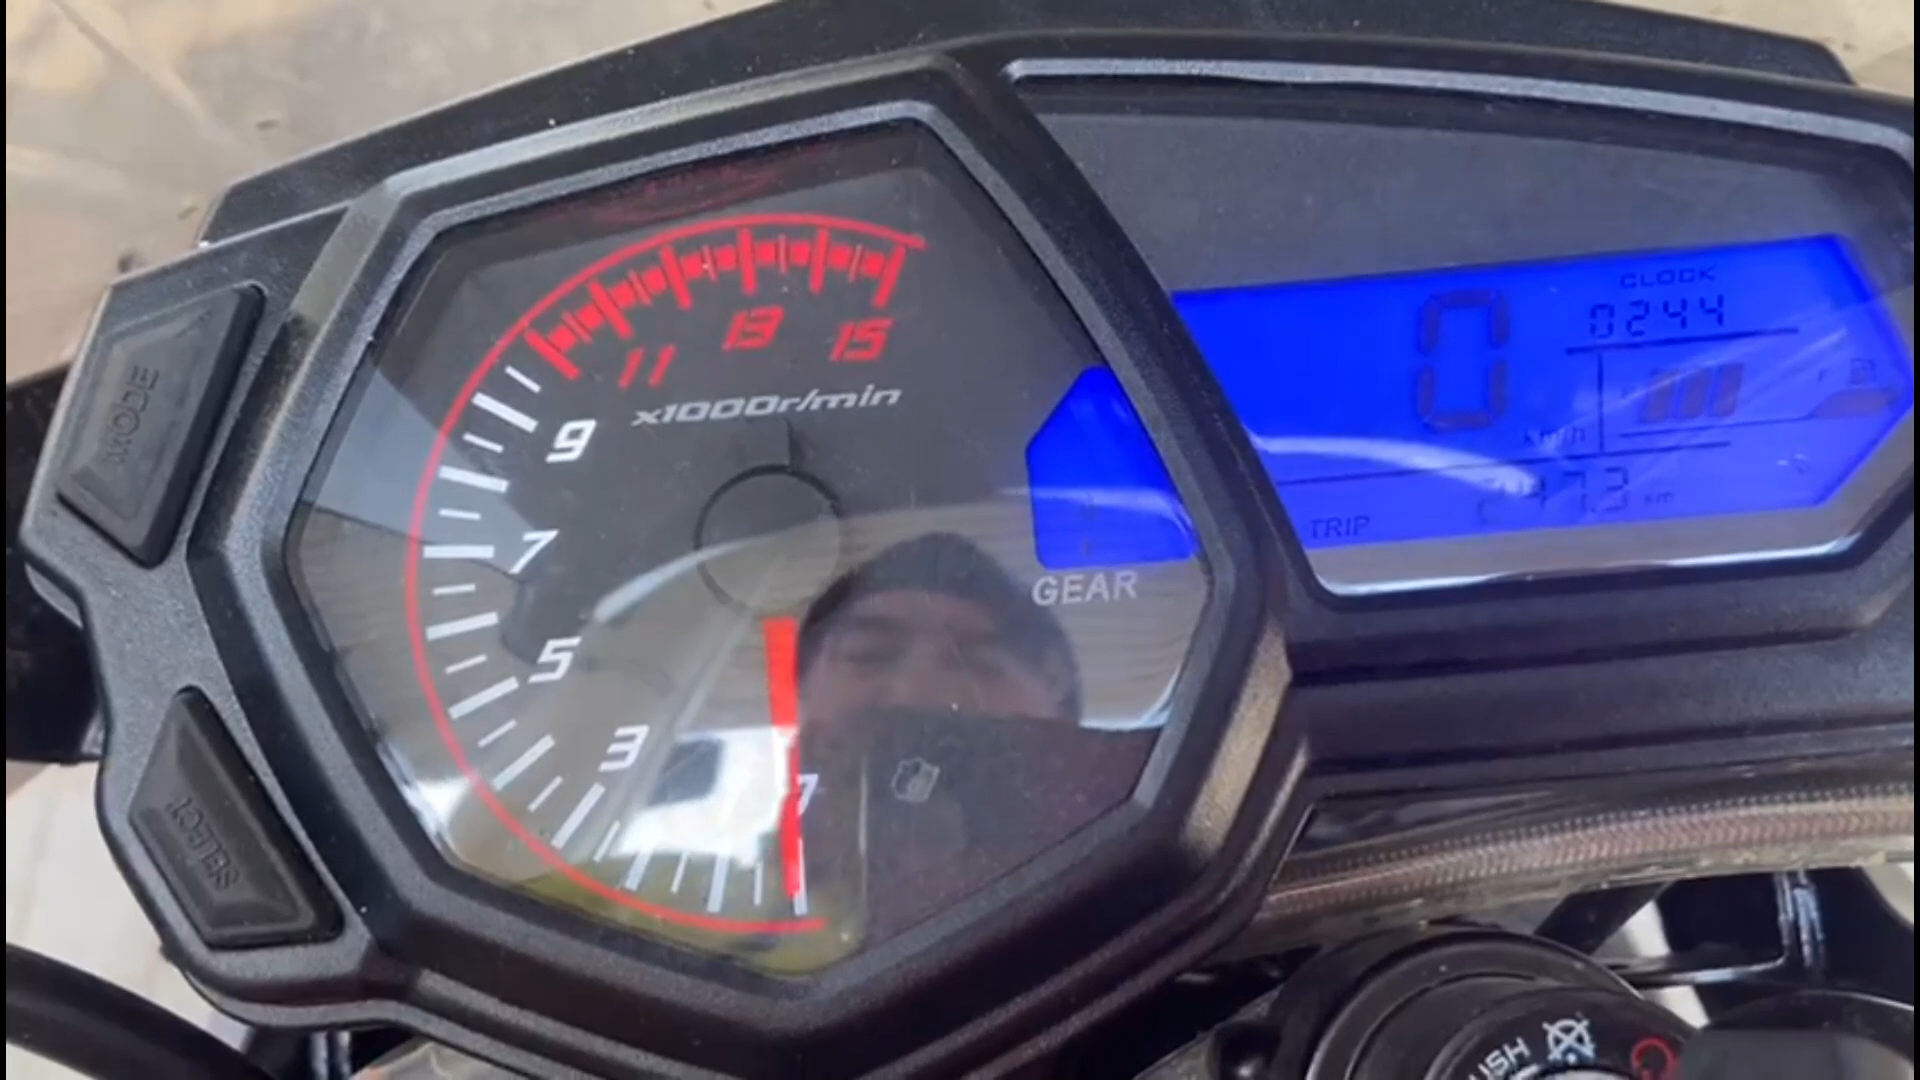 MODE
SELECT
11
13
15
x1000r/min
9
7
5
3
1
GEAR
CLOCK
0244
0
km/h
F
TRIP
km